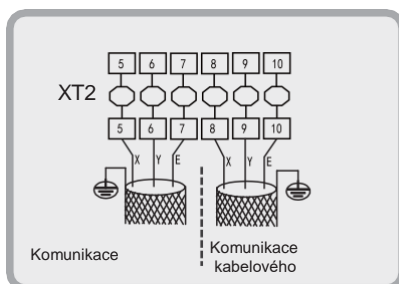 5 6 7 8 9 10
XT2
5 6 7 8 9 10
X Y E X Y E
Komunikace
Komunikace
kabelového